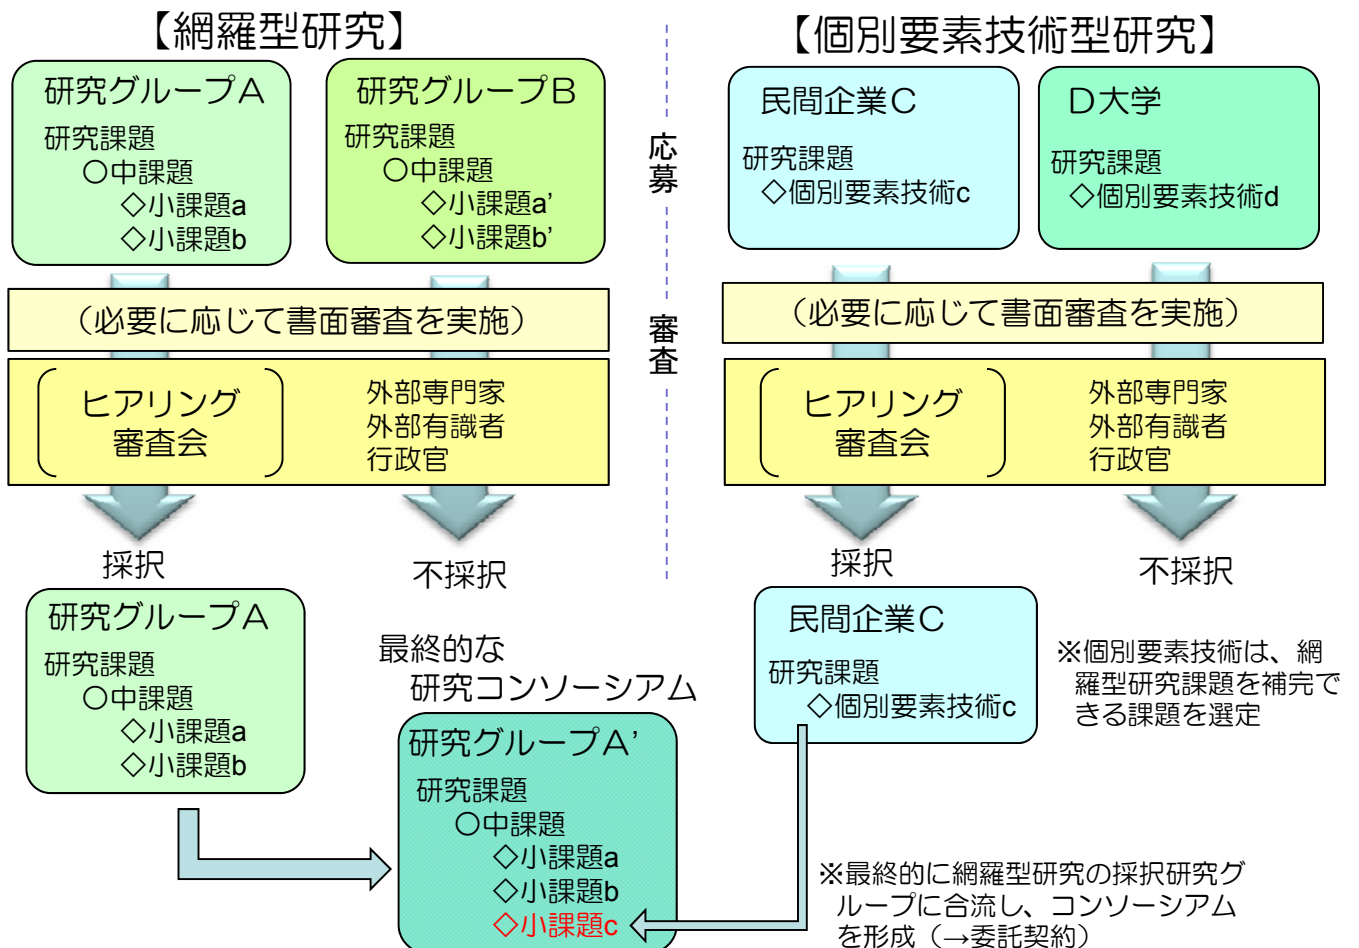 【網羅型研究】
研究グループA
研究課題
○中課題
◇小課題a
◇小課題b
研究グループB
研究課題
○中課題
◇小課題a’
◇小課題b’
応募
【個別要素技術型研究】
民間企業C
研究課題
◇個別要素技術c
D大学
研究課題
◇個別要素技術d
審査
（必要に応じて書面審査を実施）
ヒアリング
審査会
外部専門家
外部有識者
行政官
（必要に応じて書面審査を実施）
ヒアリング
審査会
外部専門家
外部有識者
行政官
採択
不採択
採択
不採択
研究グループA
研究課題
○中課題
◇小課題a
◇小課題b
最終的な
研究コンソーシアム
研究グループA’
研究課題
○中課題
◇小課題a
◇小課題b
◇小課題c
民間企業C
研究課題
◇個別要素技術c
※個別要素技術は、網
羅型研究課題を補完で
きる課題を選定
※最終的に網羅型研究の採択研究グ
ループに合流し、コンソーシアム
を形成（→委託契約）